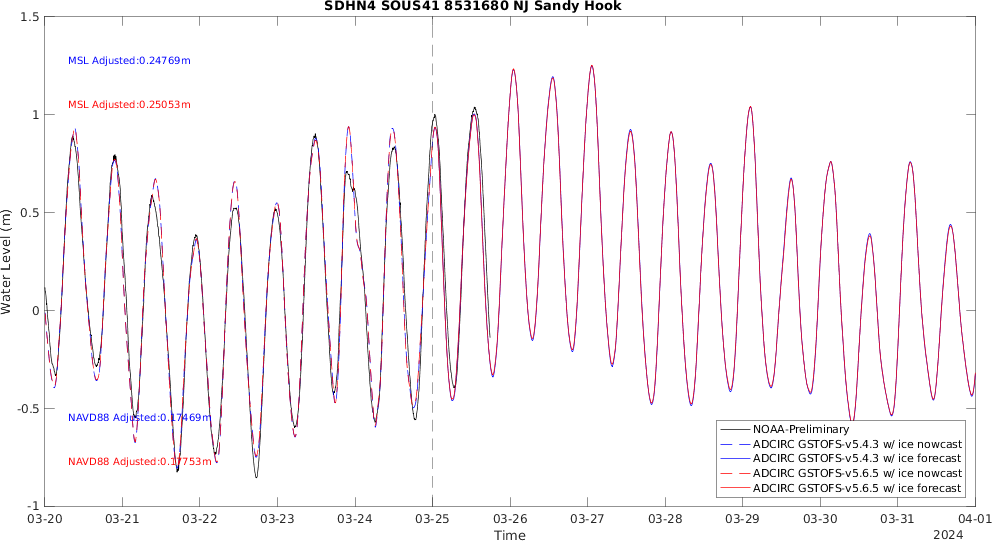 SDHN4 SOUS41 8531680 NJ Sandy Hook
1.5
MSL Adjusted:0.24769m
MSL Adjusted:0.25053m
1
0.5
Water Level (m)
0
-0.5
NAVD88 Adjusted:0.17469m
NAVD88 Adjusted:0.17753m
NOAA-Preliminary
ADCIRC GSTOFS-v5.4.3 w/ ice nowcast
ADCIRC GSTOFS-v5.4.3 w/ ice forecast
ADCIRC GSTOFS-v5.6.5 w/ ice nowcast
ADCIRC GSTOFS-v5.6.5 w/ ice forecast
-1
03-20 03-21 03-22 03-23 03-24 03-25 03-26 03-27 03-28 03-29 03-30 03-31 04-01
Time
2024